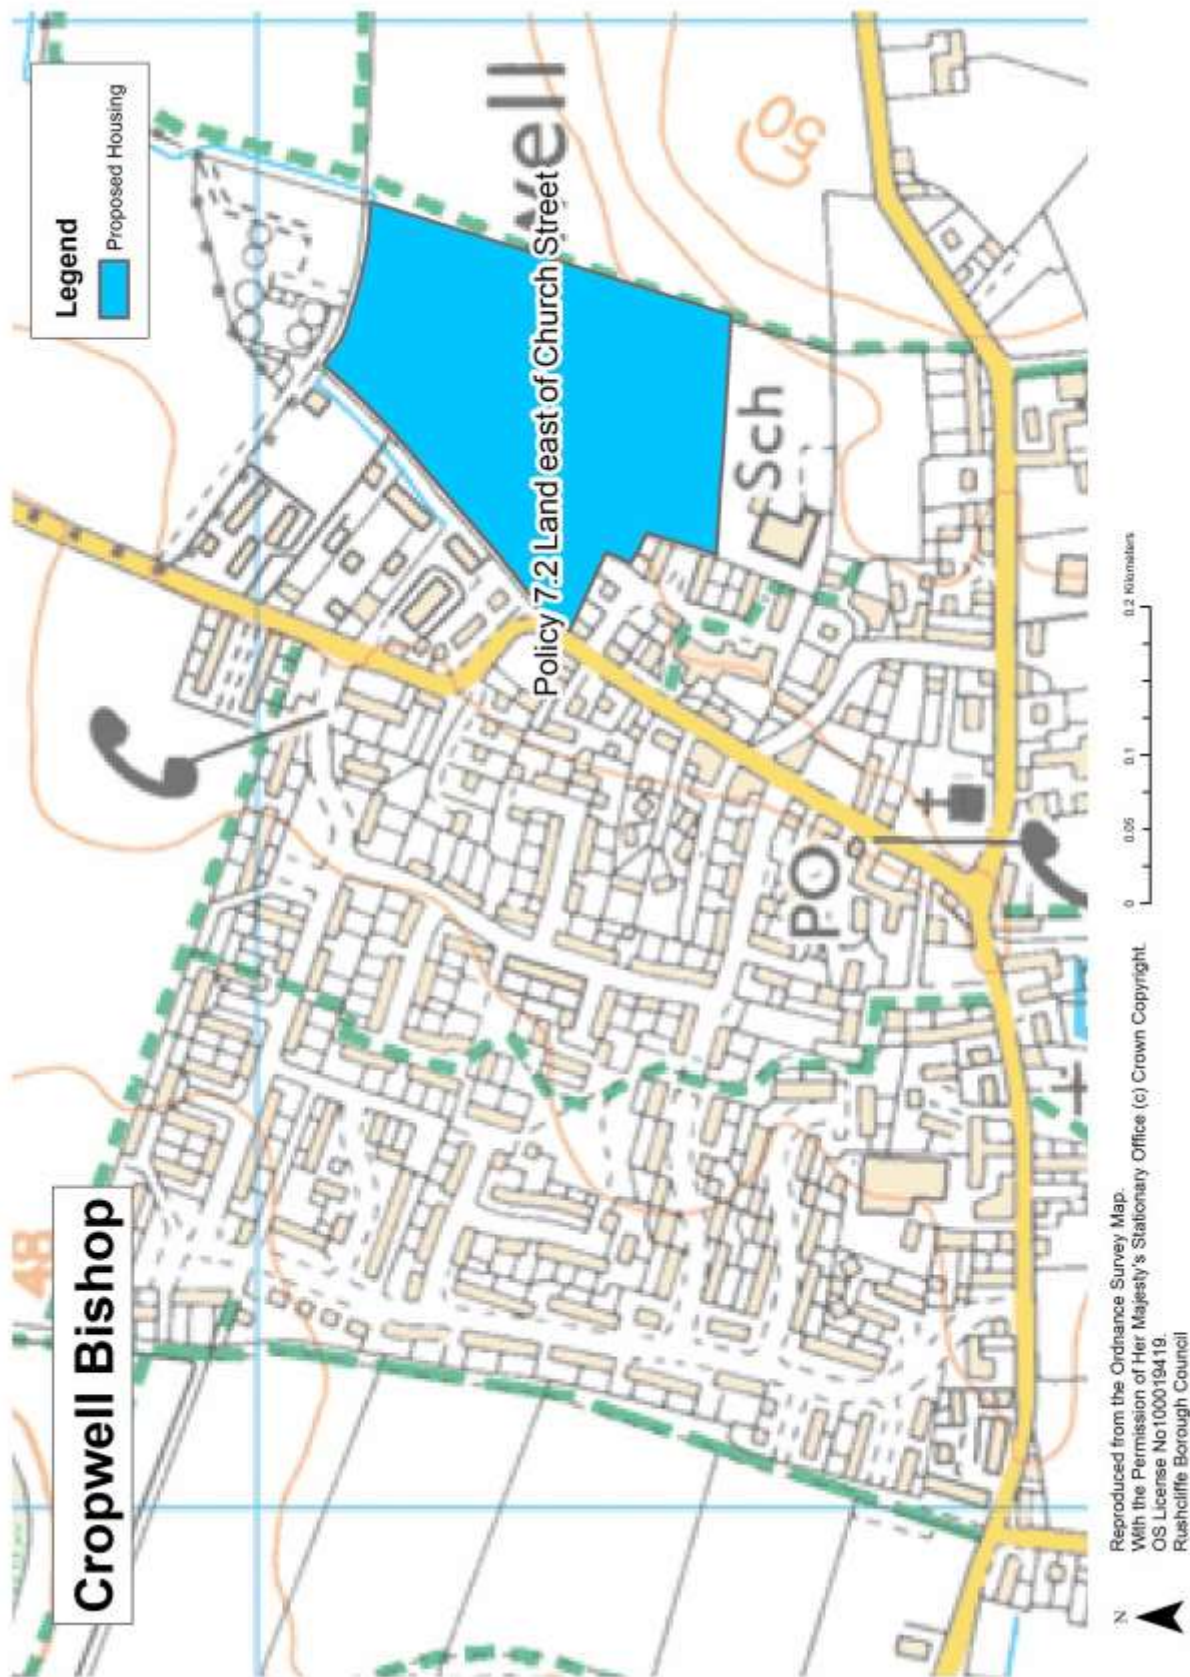 Cropwell Bishop
Legend
Proposed Housing
48
50
well
Policy 7.2 Land east of Church Street
Sch
PO
N
Reproduced from the Ordnance Survey Map.
With the Permission of Her Majesty's Stationary Office (c) Crown Copyright.
OS License No100019419.
Rushcliffe Borough Council
0 0.05 0.1 0.2 Kilometers